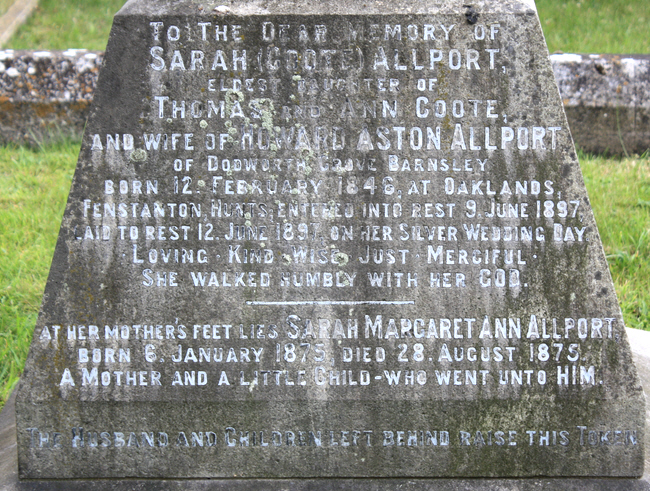 TO THE DEAR MEMORY OF
SARAH (COOTE) ALLPORT,
ELDEST DAUGHTER OF
THOMAS AND ANN COOTE,
AND WIFE OF HOWARD ASTON ALLPORT
OF DODWORTH GROVE BARNSLEY
BORN 12. FEBRUARY 1848, AT OAKLANDS,
FENSTANTON, HUNTS, ENTERED INTO REST 9. JUNE 1897
LAID TO REST 12. JUNE 1897. ON HER SILVER WEDDING DAY
LOVING · KIND · WISE · JUST · MERCIFUL ·
SHE WALKED HUMBLY WITH HER GOD.
AT HER MOTHER'S FEET LIES SARAH MARGARET ANN ALLPORT
BORN 6. JANUARY 1875, DIED 28. AUGUST 1875.
A MOTHER AND A LITTLE CHILD - WHO WENT UNTO HIM.
THE HUSBAND AND CHILDREN LEFT BEHIND RAISE THIS TOKEN